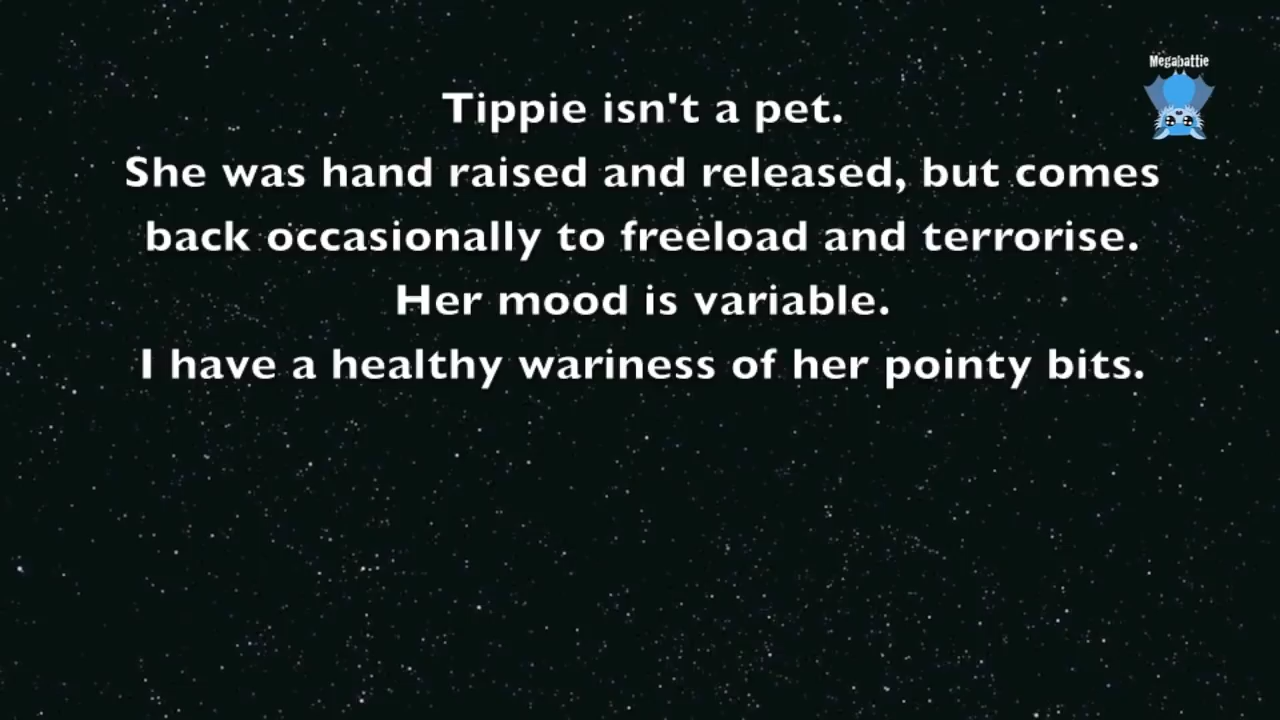 Megabattie
Tippie isn't a pet.
She was hand raised and released, but comes
back occasionally to freeload and terrorise.
Her mood is variable.
I have a healthy wariness of her pointy bits.